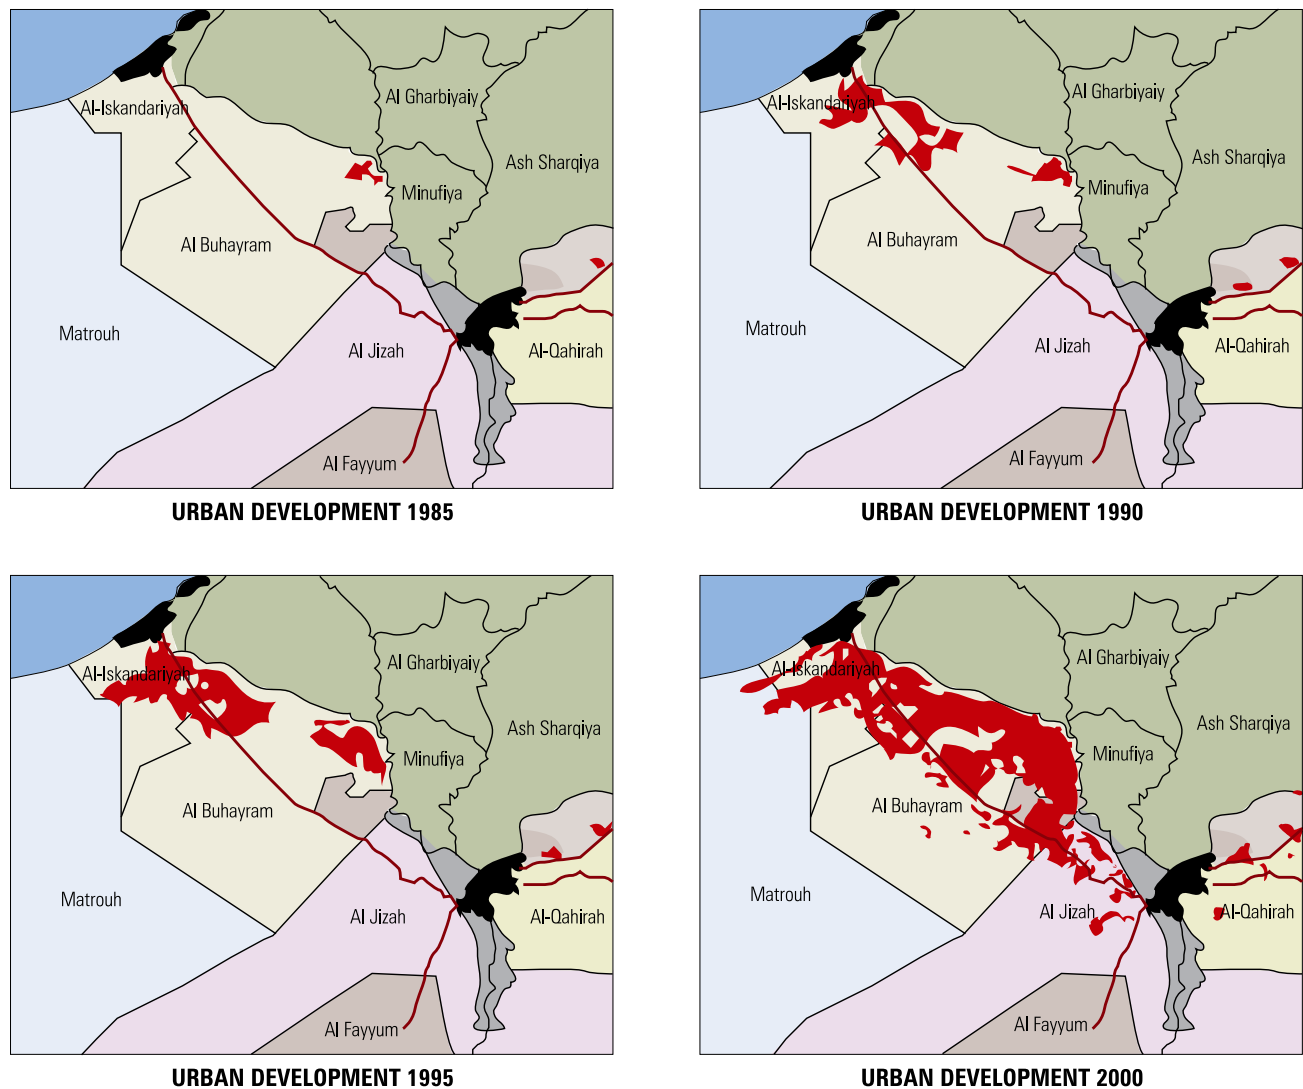 Al-Iskandariyah
Al Gharbiyaiy
Ash Sharqiya
Minufiya
Al Buhayram
Matrouh
Al Jizah
Al-Qahirah
Al Fayyum
URBAN DEVELOPMENT 1985
Al-Iskandariyah
Al Gharbiyaiy
Ash Sharqiya
Minufiya
Al Buhayram
Matrouh
Al Jizah
Al-Qahirah
Al Fayyum
URBAN DEVELOPMENT 1990
Al-Iskandariyah
Al Gharbiyaiy
Ash Sharqiya
Minufiya
Al Buhayram
Matrouh
Al Jizah
Al-Qahirah
Al Fayyum
URBAN DEVELOPMENT 1995
Al-Iskandariyah
Al Gharbiyaiy
Ash Sharqiya
Minufiya
Al Buhayram
Matrouh
Al Jizah
Al-Qahirah
Al Fayyum
URBAN DEVELOPMENT 2000